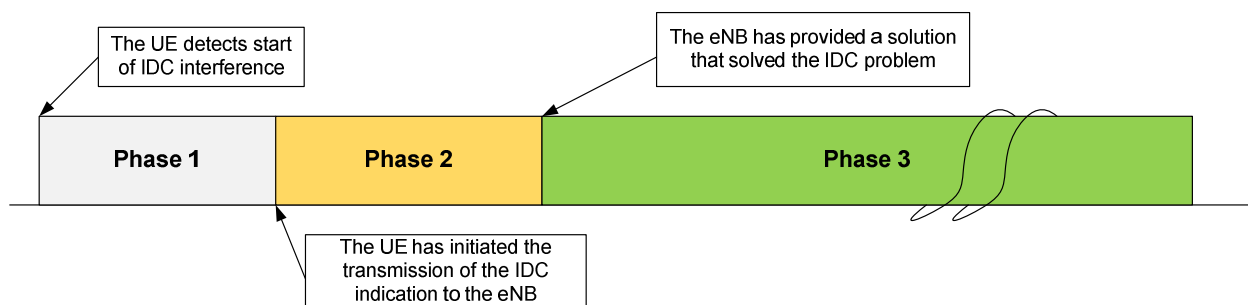 The UE detects start
of IDC interference
The eNB has provided a solution
that solved the IDC problem
Phase 1
Phase 2
Phase 3
The UE has initiated the
transmission of the IDC
indication to the eNB